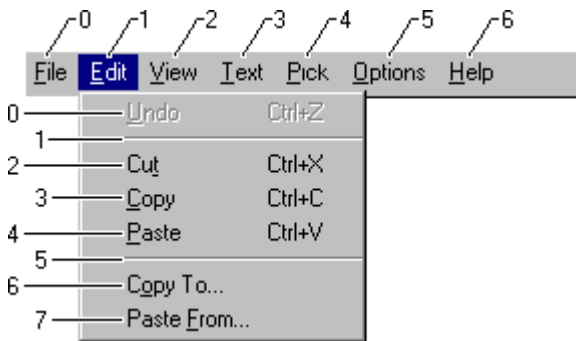 0 1 2 3 4 5 6
File Edit View Text Pick Options Help
0 Undo Ctrl+Z
1
2 Cut Ctrl+X
3 Copy Ctrl+C
4 Paste Ctrl+V
5
6 Copy To...
7 Paste From...